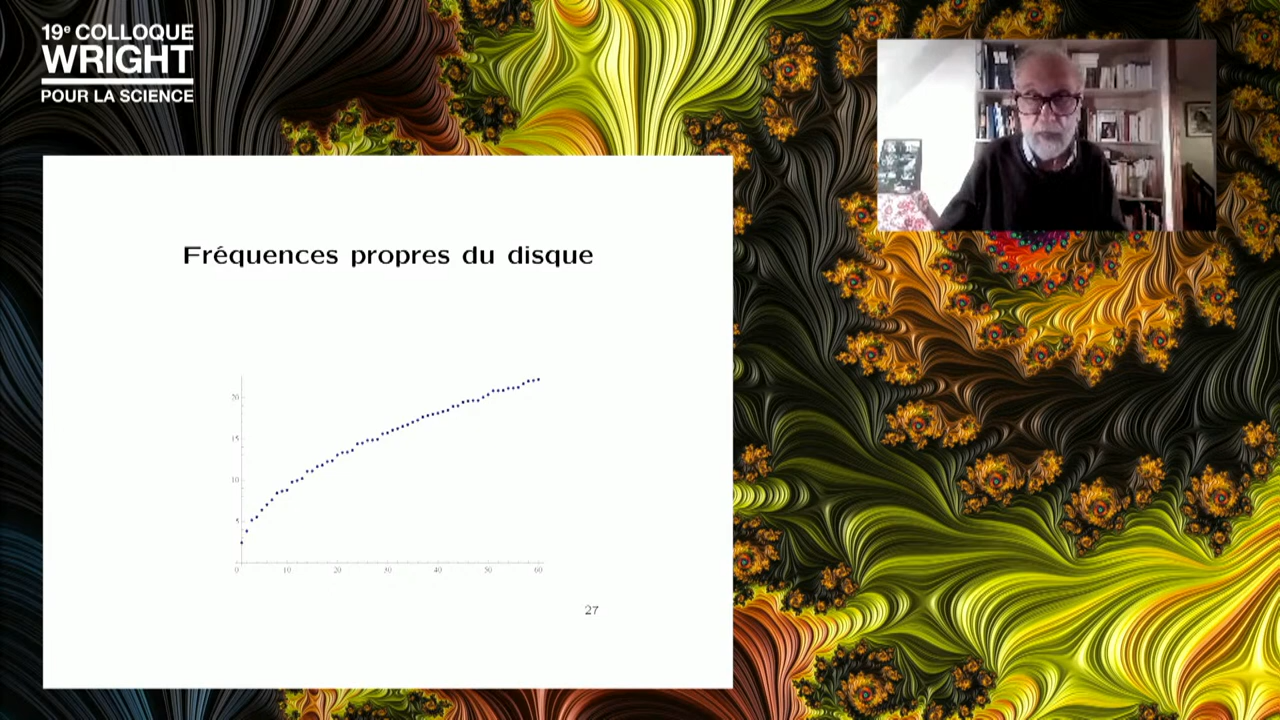 19e COLLOQUE
WRIGHT
POUR LA SCIENCE
Fréquences propres du disque
20
15
10
5
0 10 20 30 40 50 60
27